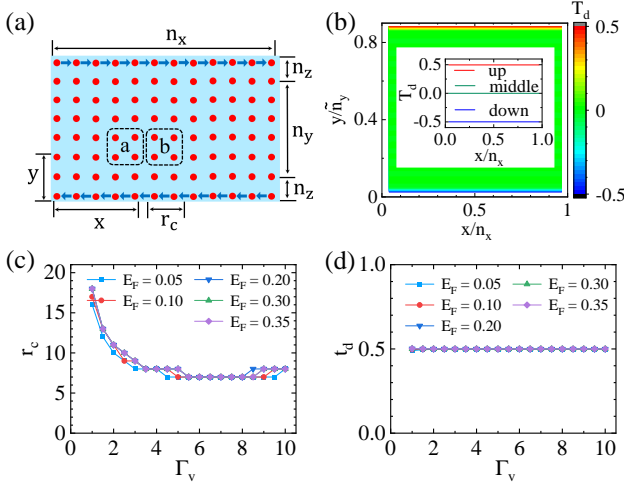 (a)
n_x
n_z
n_y
n_z
a
b
y
x
r_c
(b)
T_d
0.8
0.4
0
y/ñ_y
0
0.5
1
x/n_x
0.5
0
-0.5
T_d
0.5
0.0
-0.5
up
middle
down
0.0
0.5
1.0
x/n_x
(c)
r_c
20
15
10
5
0
E_F = 0.05
E_F = 0.10
E_F = 0.20
E_F = 0.30
E_F = 0.35
0 2 4 6 8 10
Γ_v
(d)
t_d
1.0
0.5
0.0
E_F = 0.05
E_F = 0.10
E_F = 0.20
E_F = 0.30
E_F = 0.35
0 2 4 6 8 10
Γ_v